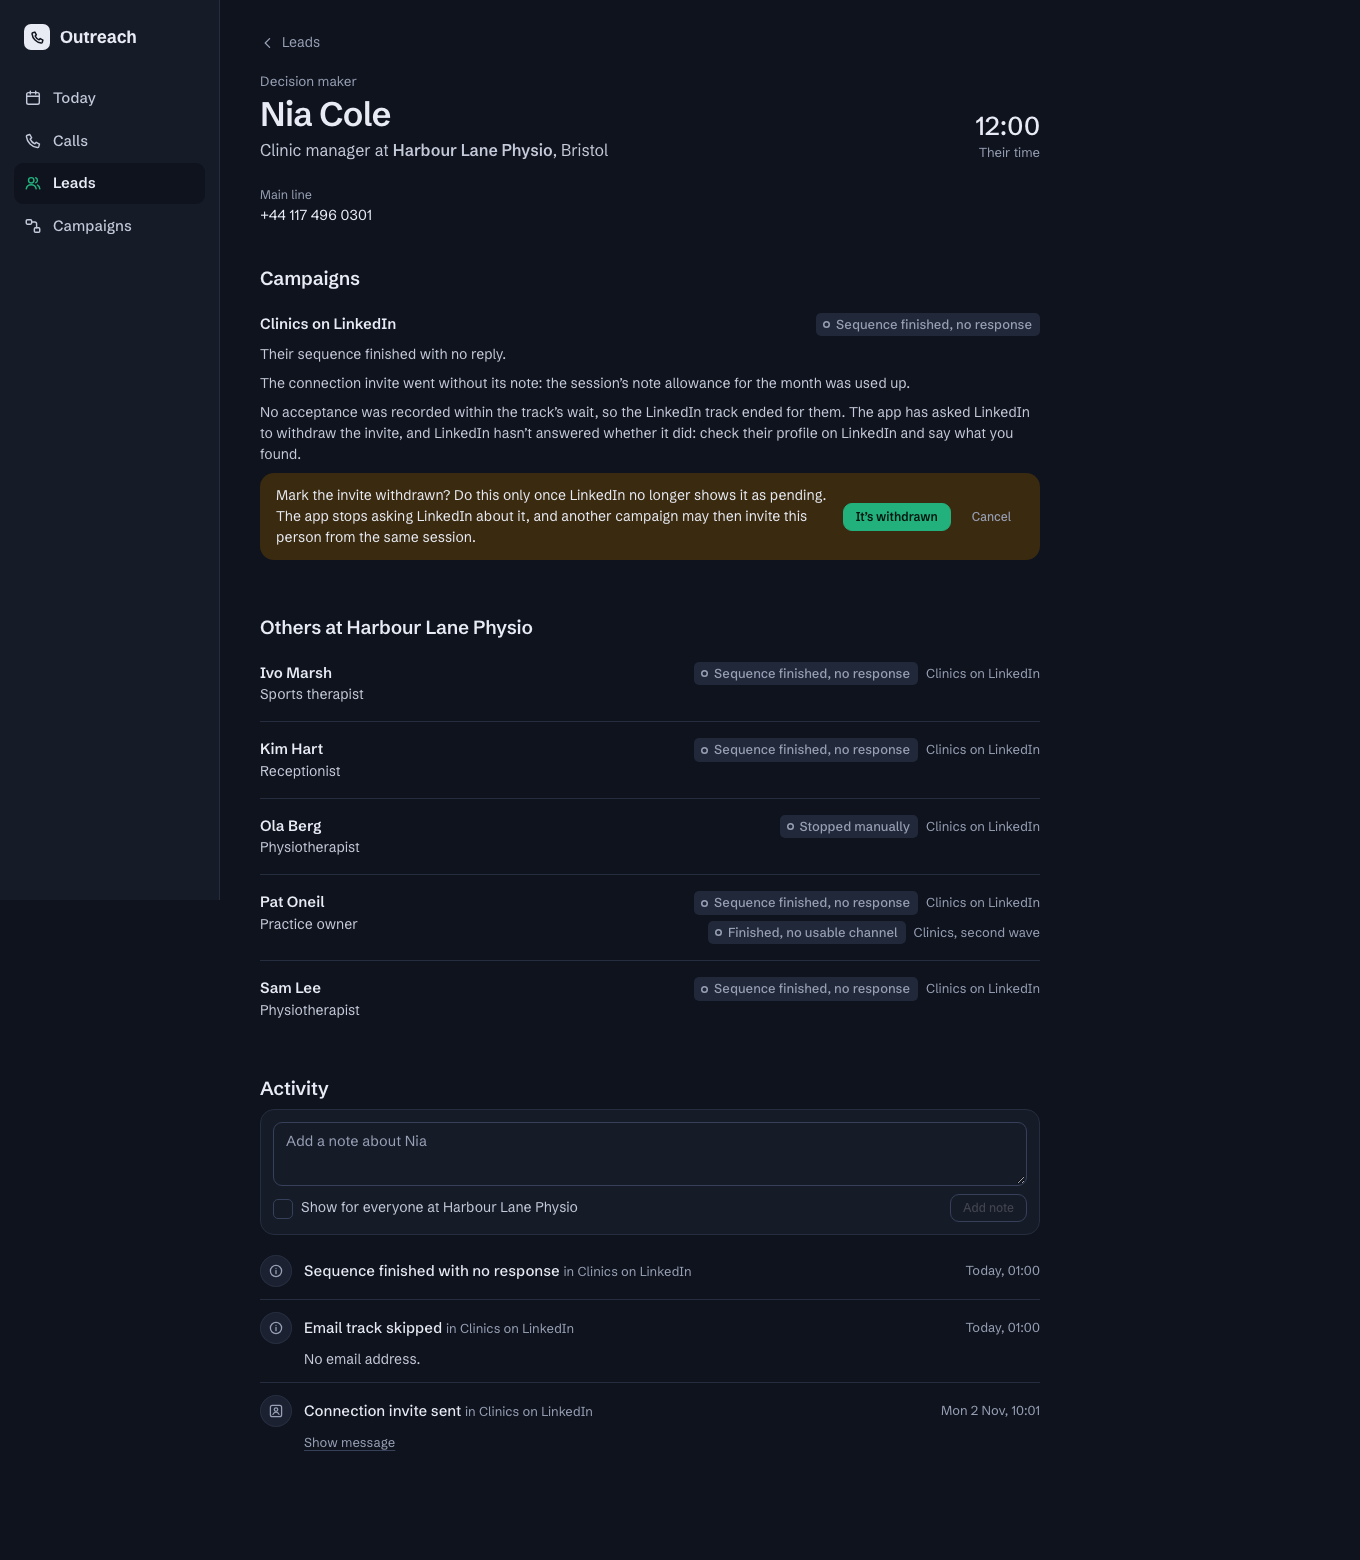 Outreach
Today
Calls
Leads
Campaigns
Leads
Decision maker
Nia Cole
Clinic manager at Harbour Lane Physio, Bristol
12:00
Their time
Main line
+44 117 496 0301
Campaigns
Clinics on LinkedIn
Sequence finished, no response
Their sequence finished with no reply.
The connection invite went without its note: the session’s note allowance for the month was used up.
No acceptance was recorded within the track’s wait, so the LinkedIn track ended for them. The app has asked LinkedIn
to withdraw the invite, and LinkedIn hasn’t answered whether it did: check their profile on LinkedIn and say what you
found.
Mark the invite withdrawn? Do this only once LinkedIn no longer shows it as pending.
The app stops asking LinkedIn about it, and another campaign may then invite this
person from the same session.
It’s withdrawn
Cancel
Others at Harbour Lane Physio
Ivo Marsh
Sequence finished, no response Clinics on LinkedIn
Sports therapist
Kim Hart
Sequence finished, no response Clinics on LinkedIn
Receptionist
Ola Berg
Stopped manually Clinics on LinkedIn
Physiotherapist
Pat Oneil
Sequence finished, no response Clinics on LinkedIn
Practice owner
Finished, no usable channel Clinics, second wave
Sam Lee
Sequence finished, no response Clinics on LinkedIn
Physiotherapist
Activity
Add a note about Nia
Show for everyone at Harbour Lane Physio
Add note
Sequence finished with no response in Clinics on LinkedIn
Today, 01:00
Email track skipped in Clinics on LinkedIn
Today, 01:00
No email address.
Connection invite sent in Clinics on LinkedIn
Mon 2 Nov, 10:01
Show message